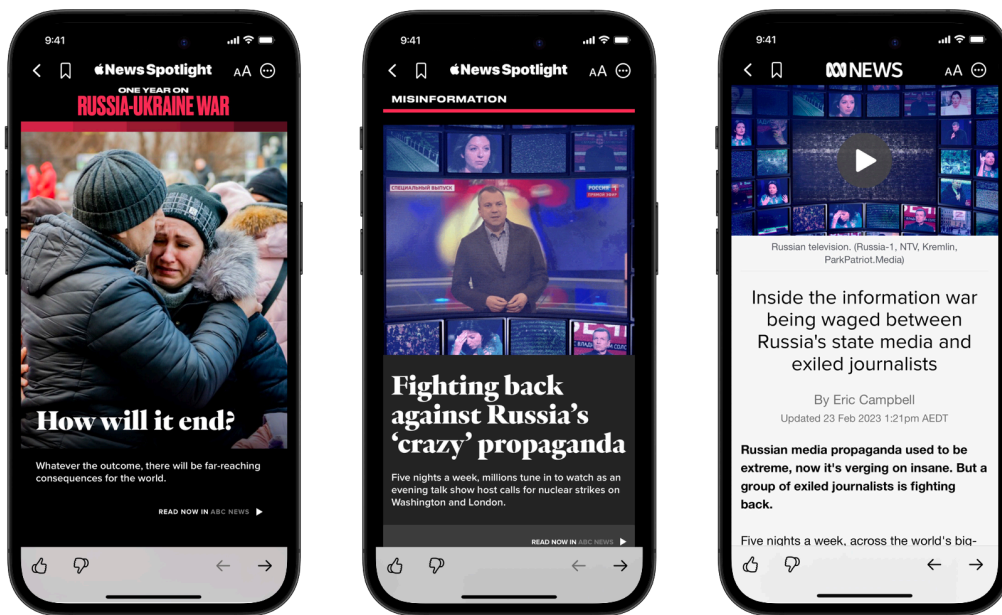 9:41
News Spotlight
AA
ONE YEAR ON
RUSSIA-UKRAINE WAR
How will it end?
Whatever the outcome, there will be far-reaching
consequences for the world.
READ NOW IN ABC NEWS
9:41
News Spotlight
AA
MISINFORMATION
СПЕЦИАЛЬНЫЙ ВЫПУСК
РОССИЯ 1
ПРЯМОЙ ЭФИР
Fighting back
against Russia’s
‘crazy’ propaganda
Five nights a week, millions tune in to watch as an
evening talk show host calls for nuclear strikes on
Washington and London.
READ NOW IN ABC NEWS
9:41
NEWS
AA
Russian television. (Russia-1, NTV, Kremlin,
ParkPatriot.Media)
Inside the information war
being waged between
Russia's state media and
exiled journalists
By Eric Campbell
Updated 23 Feb 2023 1:21pm AEDT
Russian media propaganda used to be
extreme, now it's verging on insane. But a
group of exiled journalists is fighting
back.
Five nights a week, across the world's big-